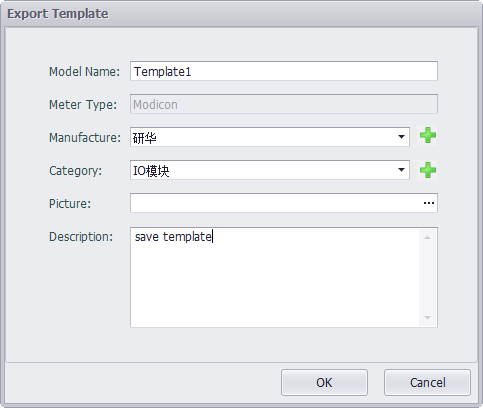 Export Template
Model Name: Template1
Meter Type: Modicon
Manufacture: 研华
Category: IO模块
Picture: ...
Description: save template
OK Cancel